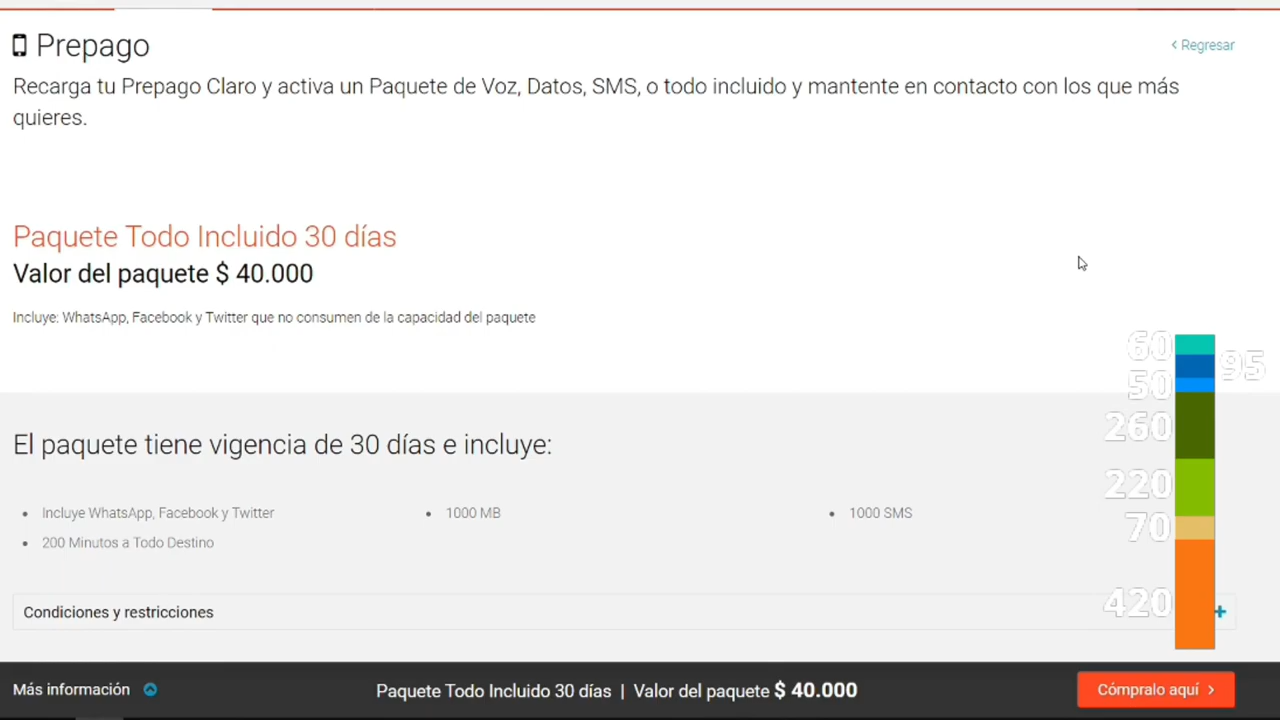 Prepago
< Regresar
Recarga tu Prepago Claro y activa un Paquete de Voz, Datos, SMS, o todo incluido y mantente en contacto con los que más
quieres.
Paquete Todo Incluido 30 días
Valor del paquete $ 40.000
Incluye: WhatsApp, Facebook y Twitter que no consumen de la capacidad del paquete
60
95
50
260
El paquete tiene vigencia de 30 días e incluye:
220
• Incluye WhatsApp, Facebook y Twitter
• 1000 MB
• 1000 SMS
70
• 200 Minutos a Todo Destino
420
Condiciones y restricciones +
Más información
Paquete Todo Incluido 30 días | Valor del paquete $ 40.000
Cómpralo aquí >